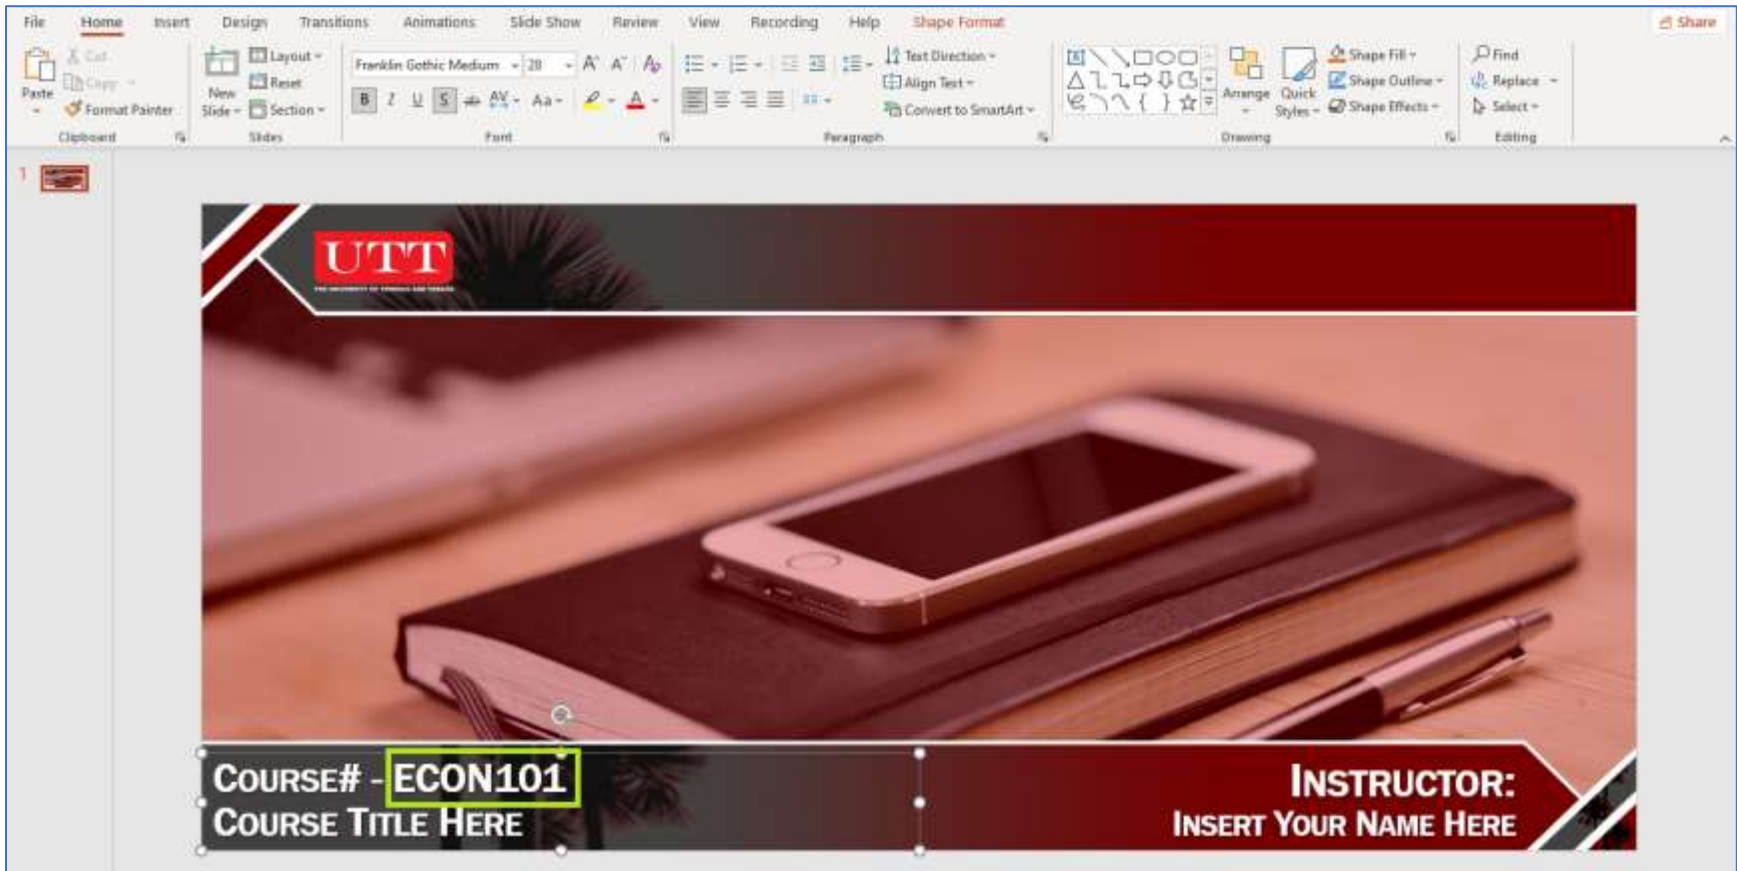 File Home Insert Design Transitions Animations Slide Show Review View Recording Help Shape Format Share
Paste
Cut
Copy
Format Painter
Clipboard
New Slide
Layout
Reset
Section
Slides
Franklin Gothic Medium 28
B I U S ab AV Aa A
Font
Text Direction
Align Text
Convert to SmartArt
Paragraph
Arrange
Quick Styles
Shape Fill
Shape Outline
Shape Effects
Drawing
Find
Replace
Select
Editing
1
UTT
COURSE# - ECON101
COURSE TITLE HERE
INSTRUCTOR:
INSERT YOUR NAME HERE